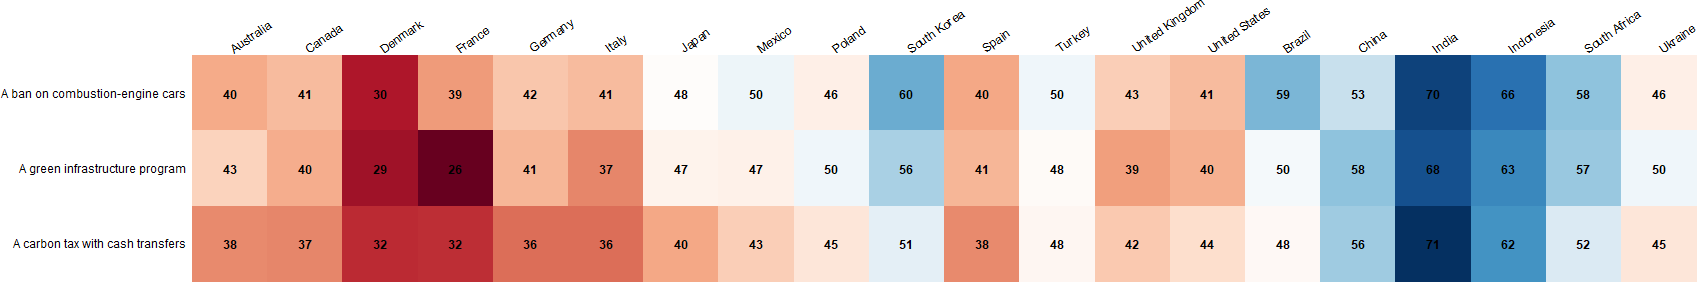 Australia Canada Denmark France Germany Italy Japan Mexico Poland South Korea Spain Turkey United Kingdom United States Brazil China India Indonesia South Africa Ukraine
A ban on combustion-engine cars 40 41 30 39 42 41 48 50 46 60 40 50 43 41 59 53 70 66 58 46
A green infrastructure program 43 40 29 26 41 37 47 47 50 56 41 48 39 40 50 58 68 63 57 50
A carbon tax with cash transfers 38 37 32 32 36 36 40 43 45 51 38 48 42 44 48 56 71 62 52 45